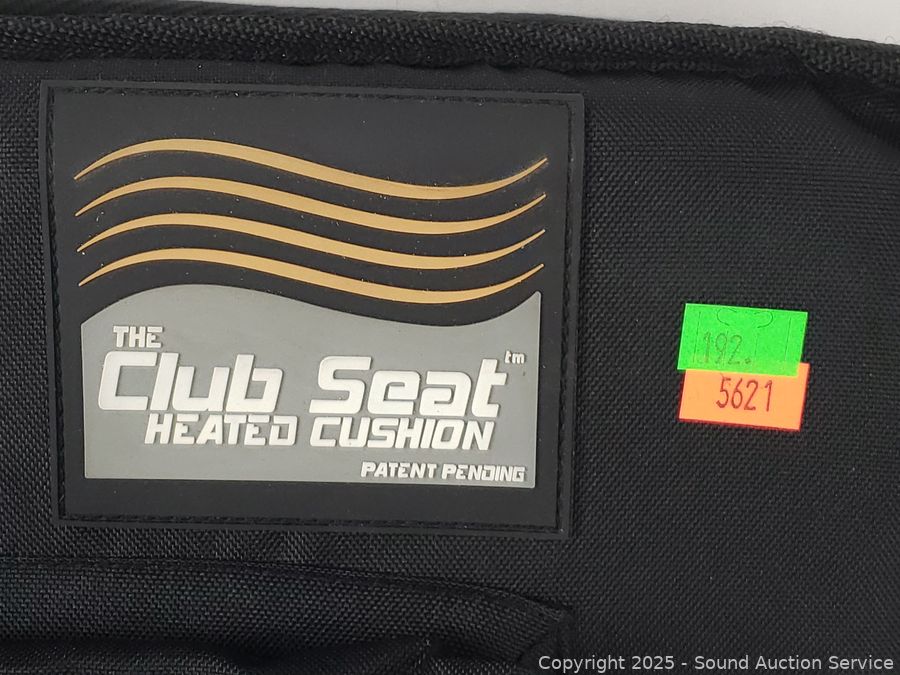 THE
Club Seat tm
HEATED CUSHION
PATENT PENDING
192.
5621
Copyright 2025 - Sound Auction Service